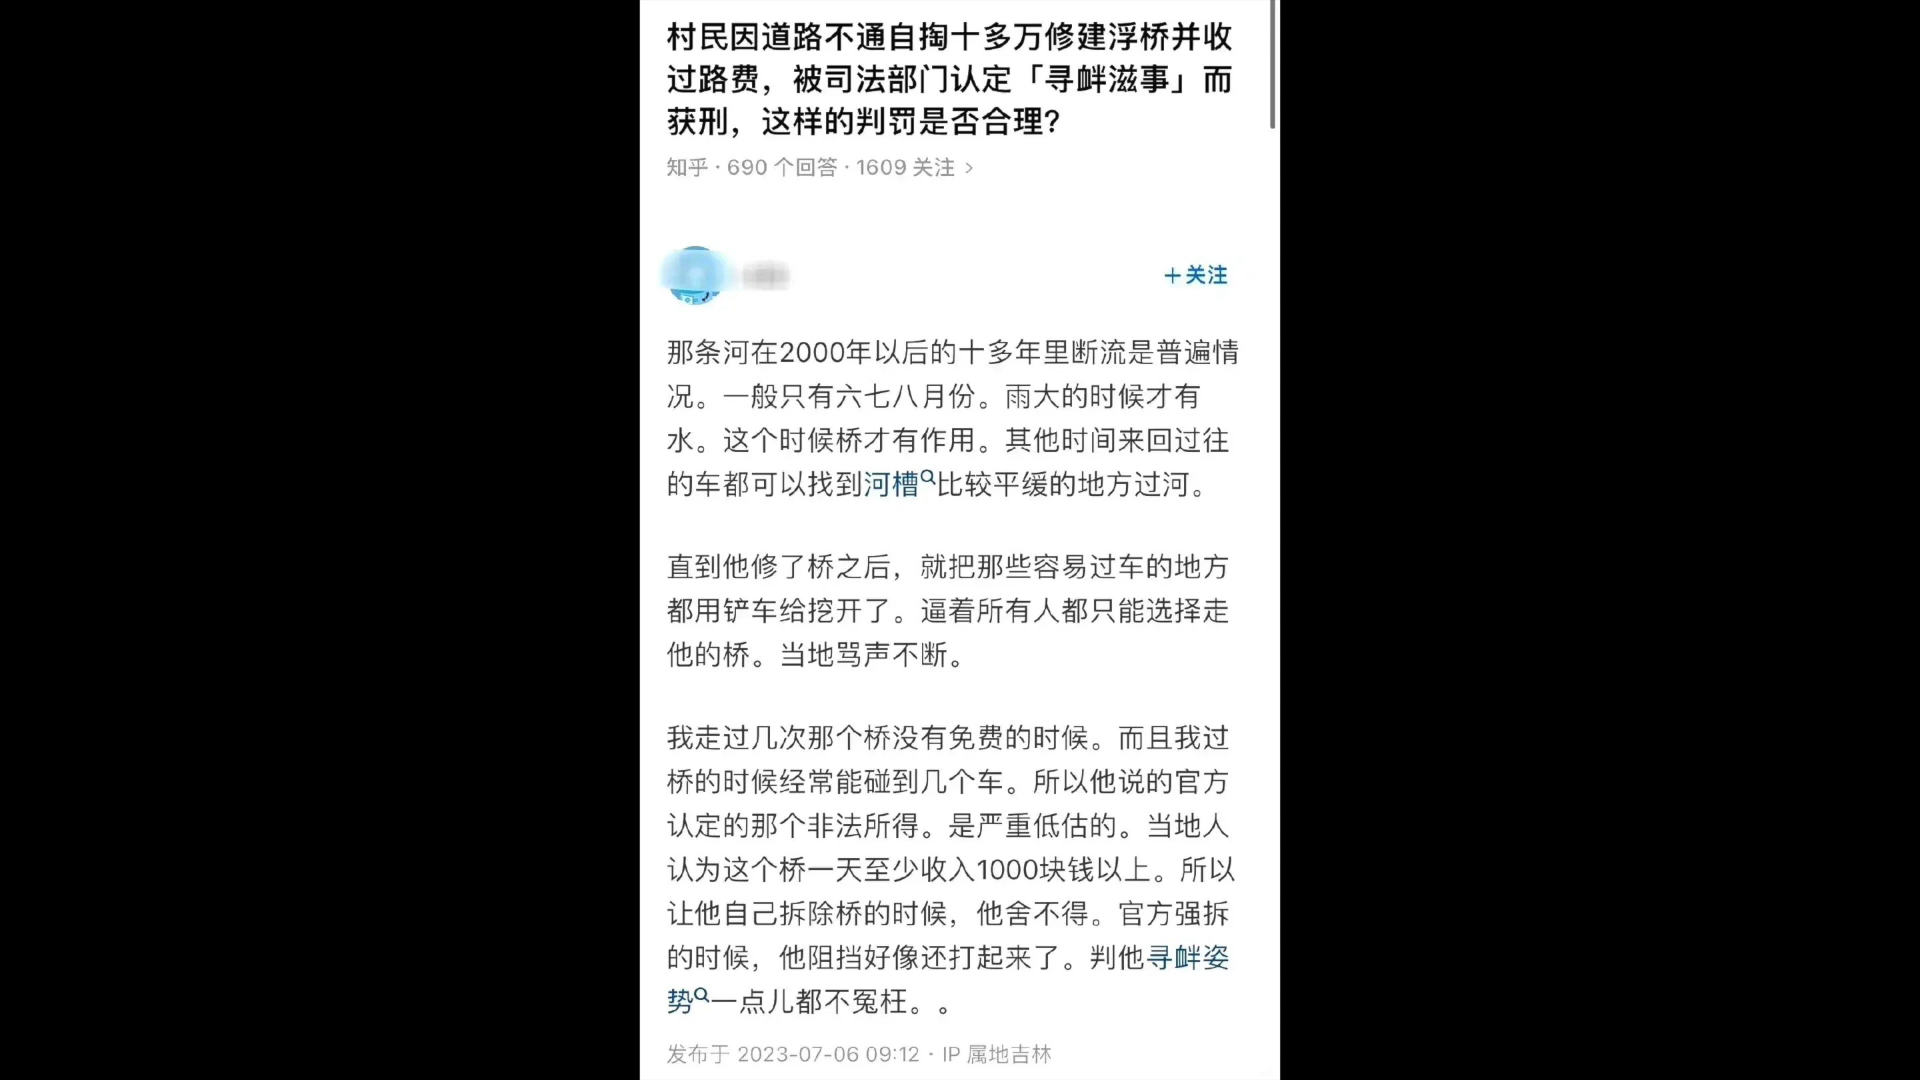 村民因道路不通自掏十多万修建浮桥并收
过路费，被司法部门认定「寻衅滋事」而
获刑，这样的判罚是否合理？
知乎 · 690 个回答 · 1609 关注 >
+关注
那条河在2000年以后的十多年里断流是普遍情
况。一般只有六七八月份。雨大的时候才有
水。这个时候桥才有作用。其他时间来回过往
的车都可以找到河槽比较平缓的地方过河。
直到他修了桥之后，就把那些容易过车的地方
都用铲车给挖开了。逼着所有人都只能选择走
他的桥。当地骂声不断。
我走过几次那个桥没有免费的时候。而且我过
桥的时候经常能碰到几个车。所以他说的官方
认定的那个非法所得。是严重低估的。当地人
认为这个桥一天至少收入1000块钱以上。所以
让他自己拆除桥的时候，他舍不得。官方强拆
的时候，他阻挡好像还打起来了。判他寻衅姿
势一点儿都不冤枉。。
发布于 2023-07-06 09:12 · IP 属地吉林